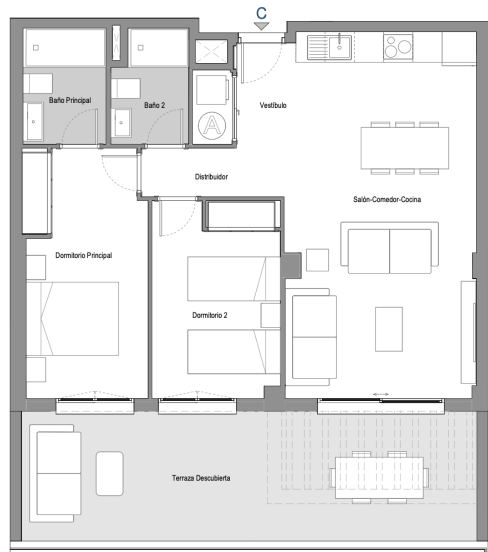 C
Baño Principal
Baño 2
A
Vestíbulo
Distribuidor
Salón-Comedor-Cocina
Dormitorio Principal
Dormitorio 2
Terraza Descubierta